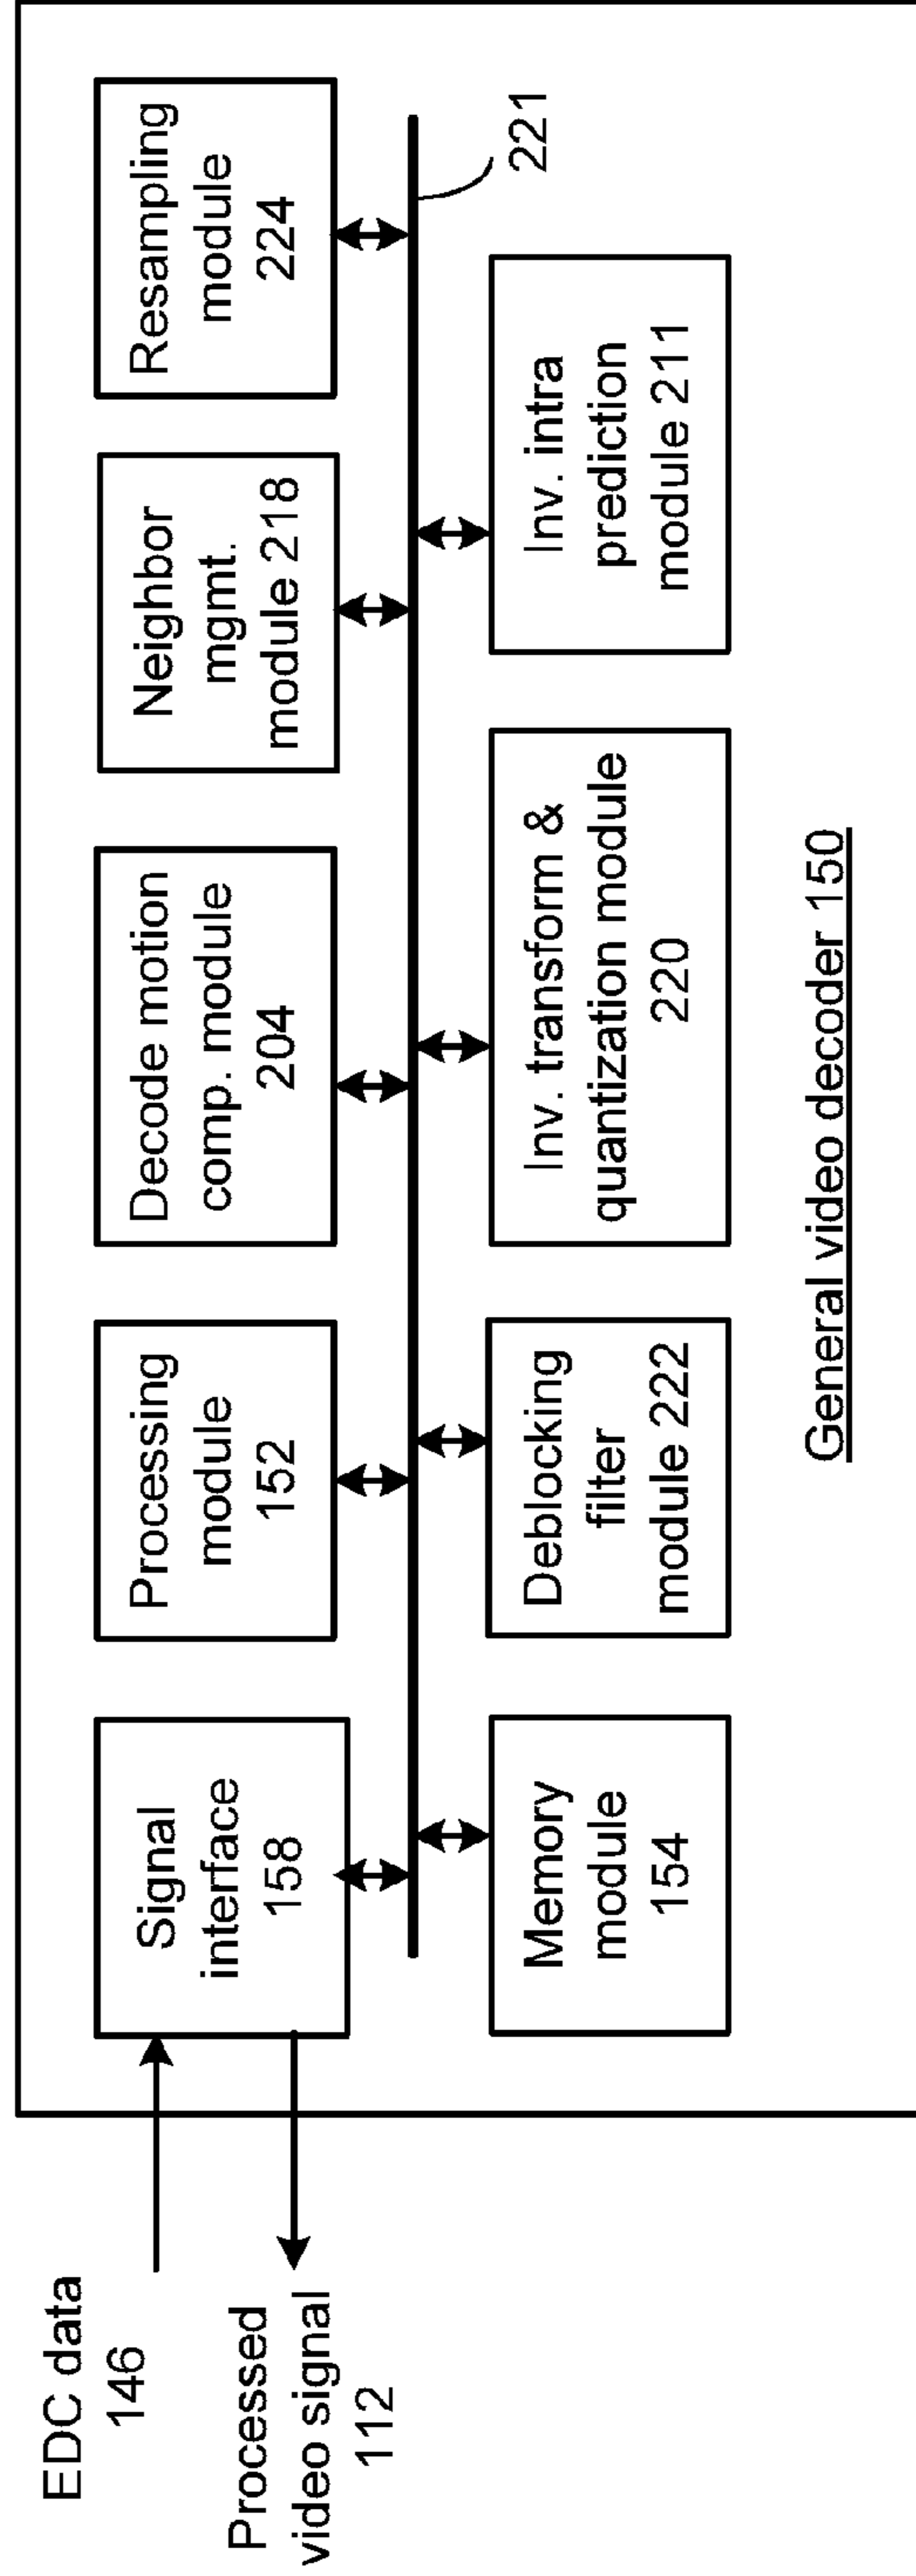 EDC data
146
Processed
video signal
112
Signal
interface
158
Processing
module
152
Decode motion
comp. module
204
Neighbor
mgmt.
module 218
Resampling
module
224
221
Memory
module
154
Deblocking
filter
module 222
Inv. transform &
quantization module
220
Inv. intra
prediction
module 211
General video decoder 150